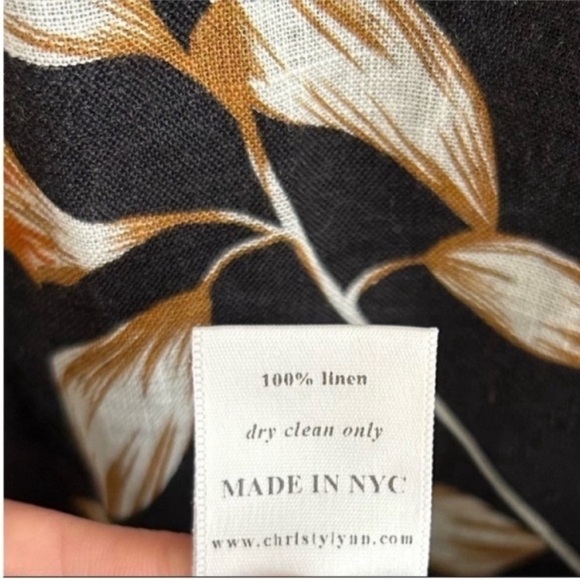 100% linen
dry clean only
MADE IN NYC
www.christylynn.com